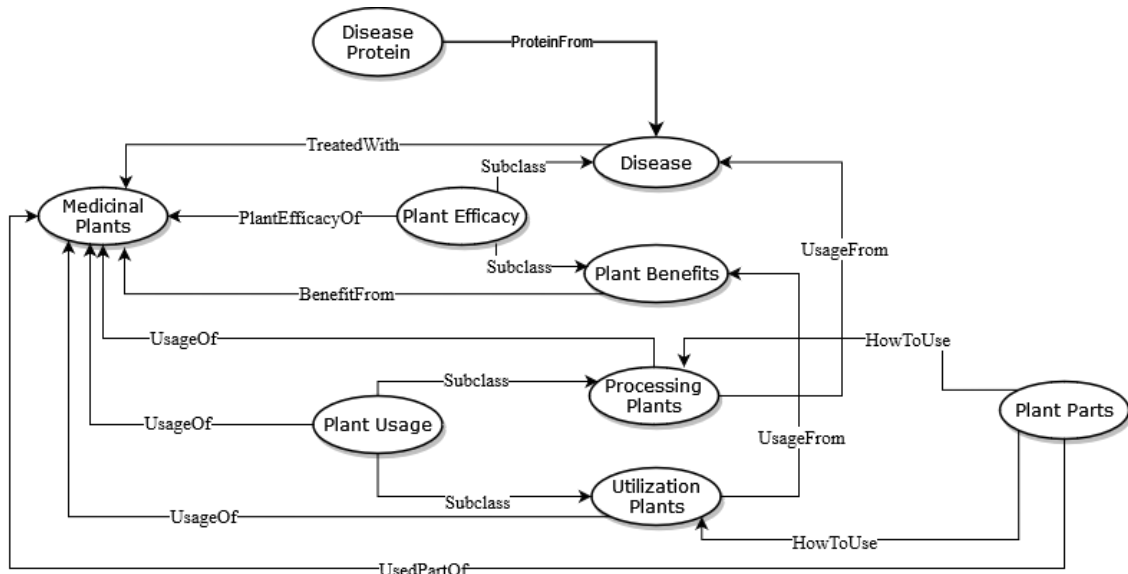 Disease
Protein
ProteinFrom
TreatedWith
Subclass
Disease
Medicinal
Plants
PlantEfficacyOf
Plant Efficacy
UsageFrom
Subclass
Plant Benefits
BenefitFrom
UsageOf
HowToUse
Subclass
Processing
Plants
Plant Parts
UsageOf
Plant Usage
UsageFrom
Subclass
Utilization
Plants
UsageOf
HowToUse
UsedPartOf